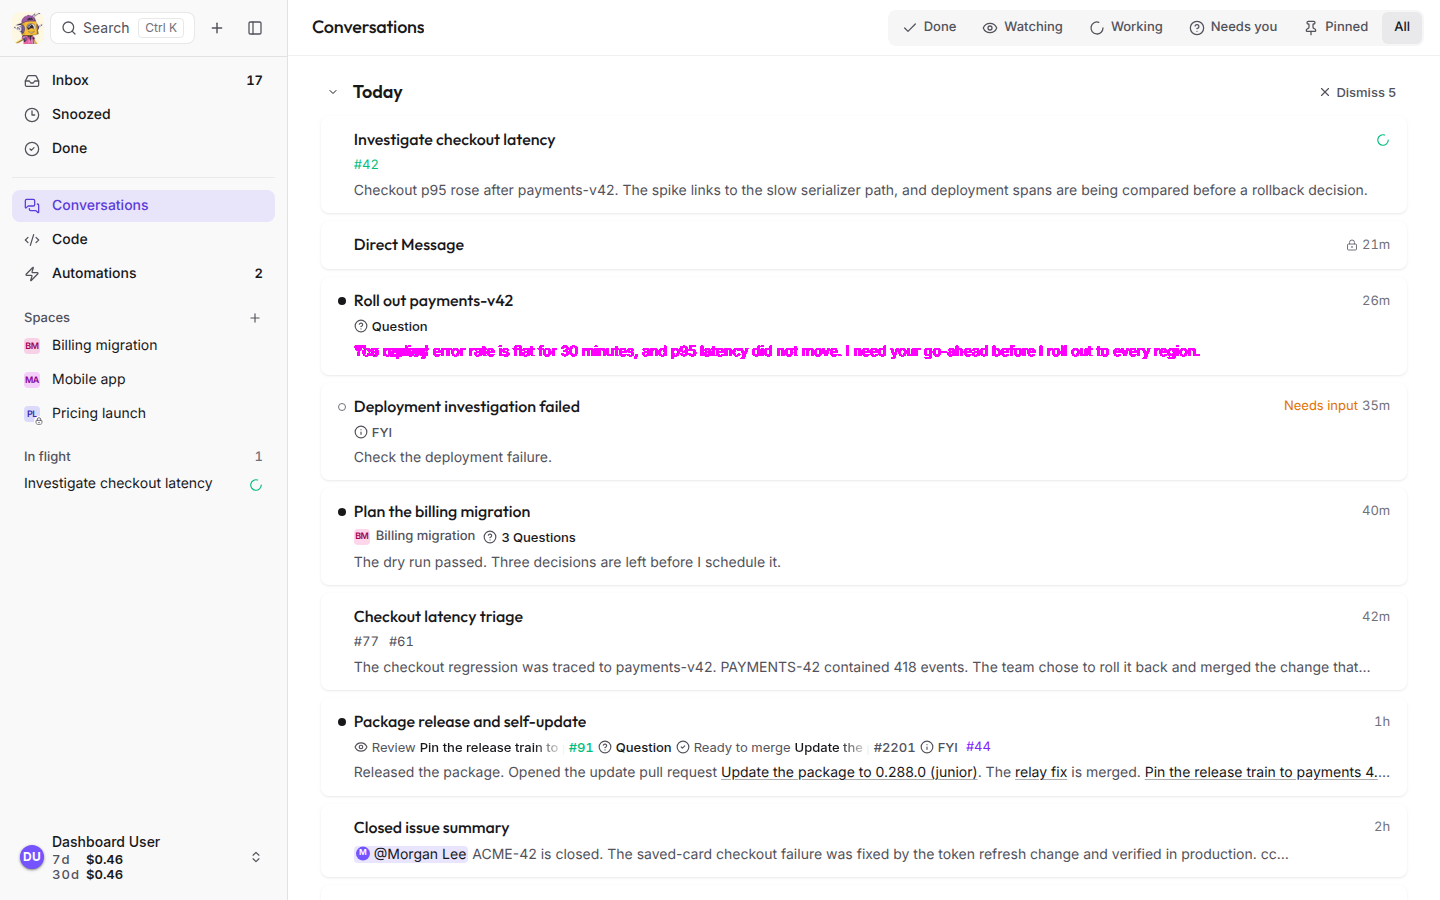 Search Ctrl K
Inbox 17
Snoozed
Done
Conversations
Code
Automations 2
Spaces
BM Billing migration
MA Mobile app
PL Pricing launch
In flight 1
Investigate checkout latency
DU Dashboard User
7d $0.46
30d $0.46
Conversations
Done Watching Working Needs you Pinned All
Today Dismiss 5
Investigate checkout latency
#42
Checkout p95 rose after payments-v42. The spike links to the slow serializer path, and deployment spans are being compared before a rollback decision.
Direct Message 21m
Roll out payments-v42 26m
Question
error rate is flat for 30 minutes, and p95 latency did not move. I need your go-ahead before I roll out to every region.
Deployment investigation failed Needs input 35m
FYI
Check the deployment failure.
Plan the billing migration 40m
BM Billing migration 3 Questions
The dry run passed. Three decisions are left before I schedule it.
Checkout latency triage 42m
#77 #61
The checkout regression was traced to payments-v42. PAYMENTS-42 contained 418 events. The team chose to roll it back and merged the change that...
Package release and self-update 1h
Review Pin the release train to #91 Question Ready to merge Update the #2201 FYI #44
Released the package. Opened the update pull request Update the package to 0.288.0 (junior). The relay fix is merged. Pin the release train to payments 4....
Closed issue summary 2h
M @Morgan Lee ACME-42 is closed. The saved-card checkout failure was fixed by the token refresh change and verified in production. cc...